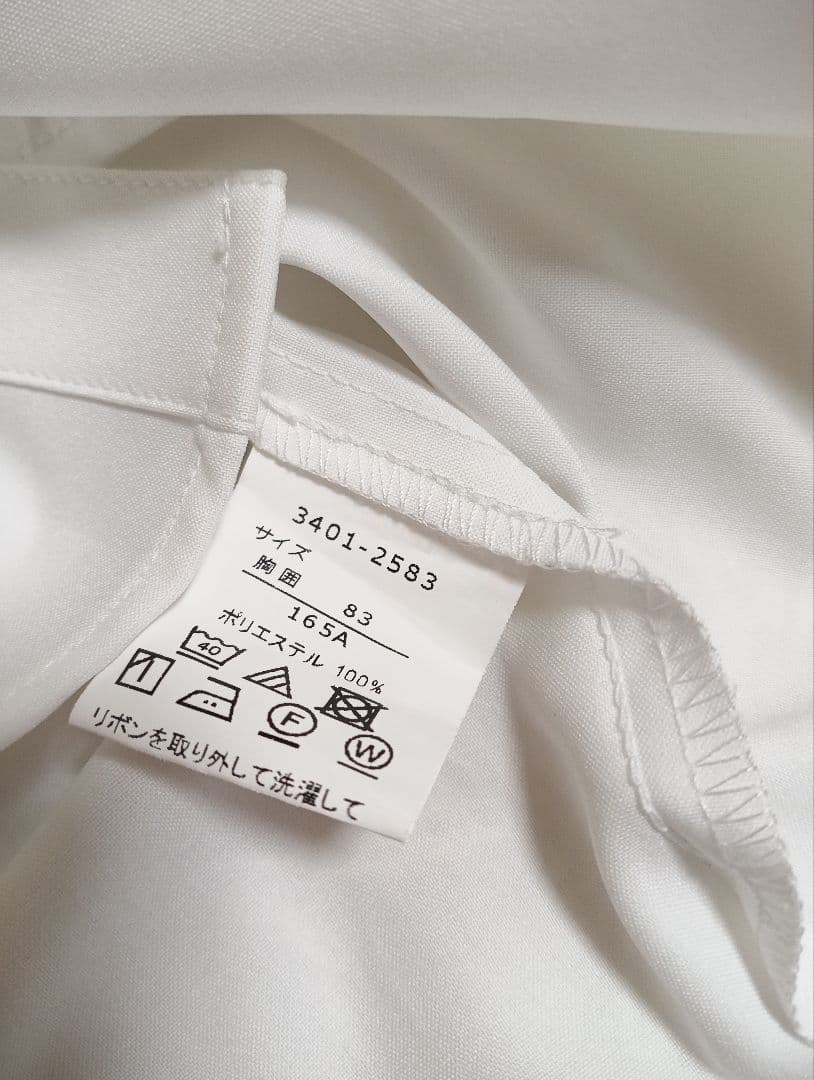 3401-2583
サイズ
胸囲 83
165A
ポリエステル 100%
40
F
W
リボンを取り外して洗濯して